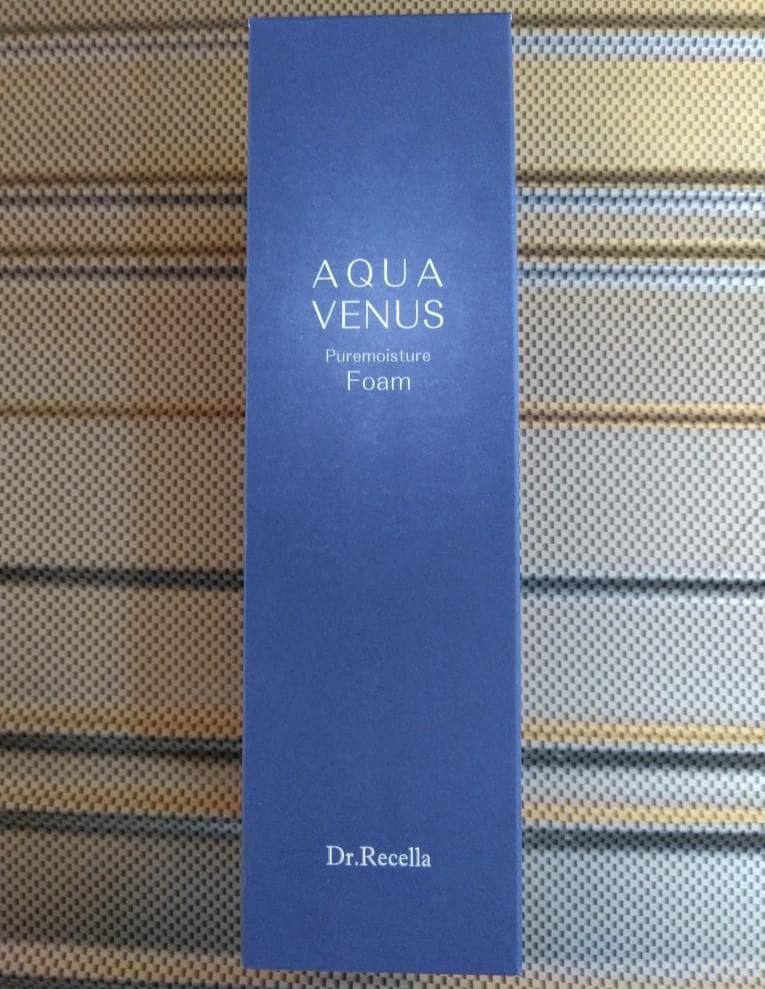 AQUA
VENUS
Puremoisture
Foam
Dr.Recella